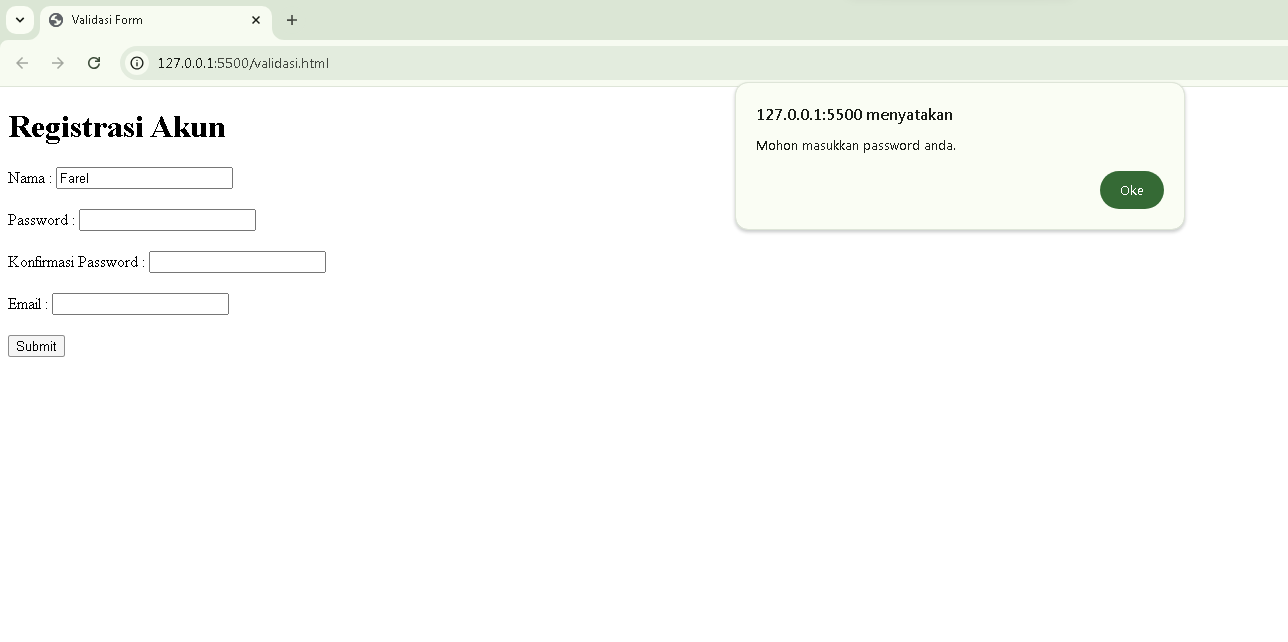 Validasi Form
127.0.0.1:5500/validasi.html
127.0.0.1:5500 menyatakan
Mohon masukkan password anda.
Oke
Registrasi Akun
Nama : Farel
Password :
Konfirmasi Password :
Email :
Submit